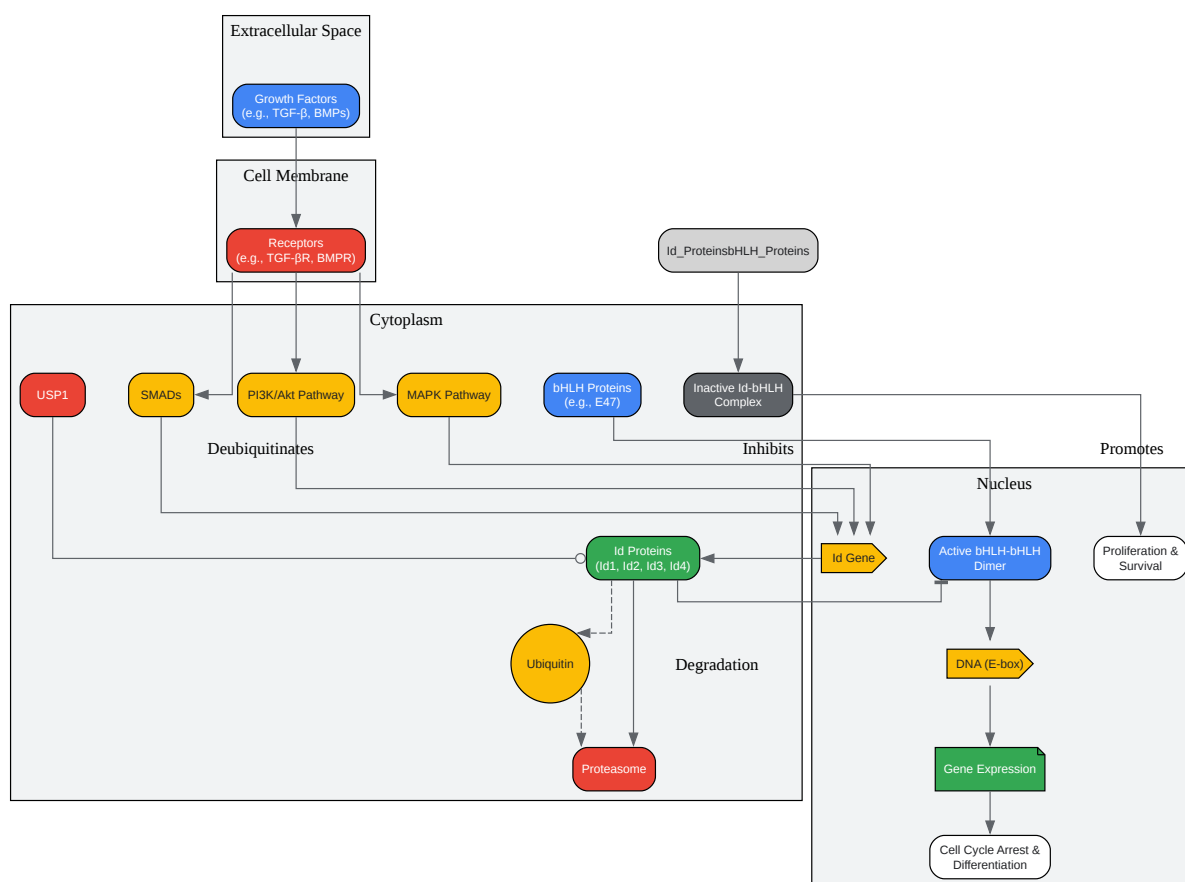 Extracellular Space
Growth Factors
(e.g., TGF-β, BMPs)
Cell Membrane
Receptors
(e.g., TGF-βR, BMPR)
Id_ProteinsbHLH_Proteins
Cytoplasm
USP1
SMADs
PI3K/Akt Pathway
MAPK Pathway
bHLH Proteins
(e.g., E47)
Inactive Id-bHLH
Complex
Deubiquitinates
Inhibits
Promotes
Nucleus
Id Proteins
(Id1, Id2, Id3, Id4)
Id Gene
Active bHLH-bHLH
Dimer
Proliferation &
Survival
Ubiquitin
Degradation
DNA (E-box)
Proteasome
Gene Expression
Cell Cycle Arrest &
Differentiation